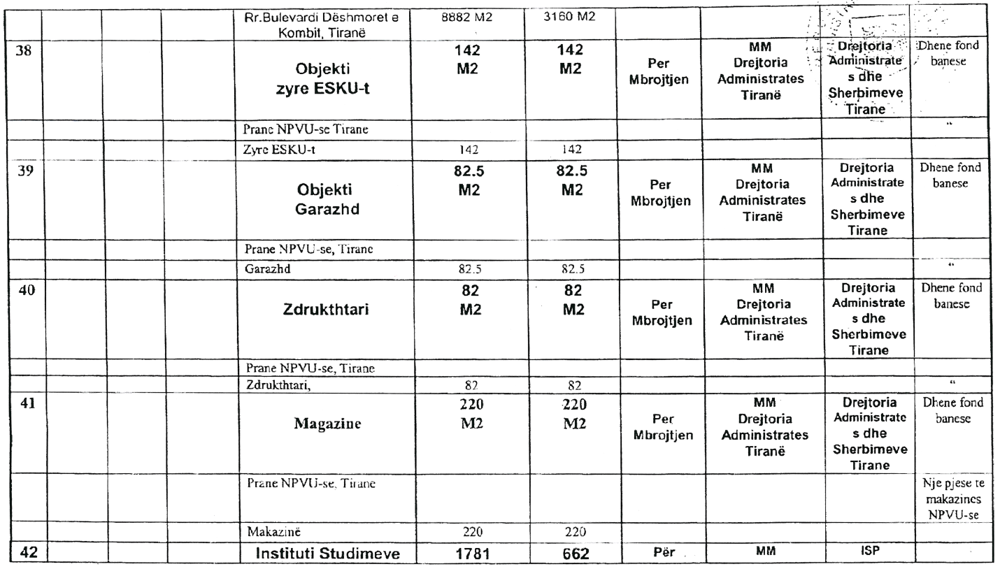 Rr.Bulevardi Dëshmoret e 8882 M2 3160 M2
Kombit, Tiranë
38 Objekti 142 142 Per MM Drejtoria Dhene fond
zyre ESKU-t M2 M2 Mbrojtjen Drejtoria Administrate banese
Administrates s dhe
Tiranë Sherbimeve
Tirane
Prane NPVU-se Tirane “
Zyre ESKU-t 142 142
39 Objekti 82.5 82.5 Per MM Drejtoria Dhene fond
Garazhd M2 M2 Mbrojtjen Drejtoria Administrate banese
Administrates s dhe
Tiranë Sherbimeve
Tirane
Prane NPVU-se, Tirane
Garazhd 82.5 82.5 “
40 Zdrukthtari 82 82 Per MM Drejtoria Dhene fond
M2 M2 Mbrojtjen Drejtoria Administrate banese
Administrates s dhe
Tiranë Sherbimeve
Tirane
Prane NPVU-se, Tirane
Zdrukthtari, 82 82 “
41 Magazine 220 220 Per MM Drejtoria Dhene fond
M2 M2 Mbrojtjen Drejtoria Administrate banese
Administrates s dhe
Tiranë Sherbimeve
Tirane
Prane NPVU-se, Tirane Nje pjese te
makazines
NPVU-se
Makazinë 220 220
42 Instituti Studimeve 1781 662 Për MM ISP